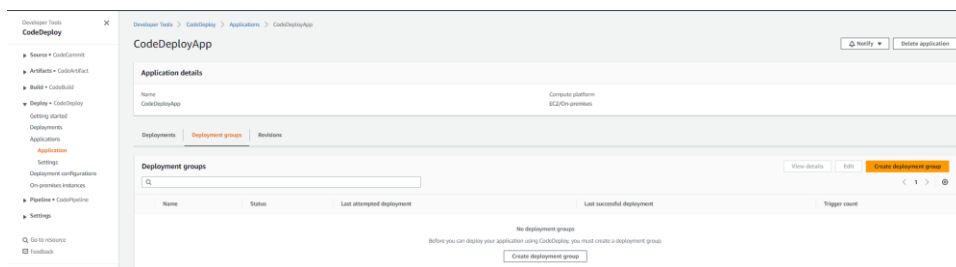 Developer Tools
CodeDeploy
Source • CodeCommit
Artifacts • CodeArtifact
Build • CodeBuild
Deploy • CodeDeploy
Getting started
Deployments
Applications
Application
Settings
Deployment configurations
On-premises instances
Pipeline • CodePipeline
Settings
Go to resource
Feedback
Developer Tools > CodeDeploy > Applications > CodeDeployApp
CodeDeployApp
Notify
Delete application
Application details
Name
CodeDeployApp
Compute platform
EC2/On-premises
Deployments
Deployment groups
Revisions
Deployment groups
View details
Edit
Create deployment group
< 1 >
Name
Status
Last attempted deployment
Last successful deployment
Trigger count
No deployment groups
Before you can deploy your application using CodeDeploy, you must create a deployment group.
Create deployment group